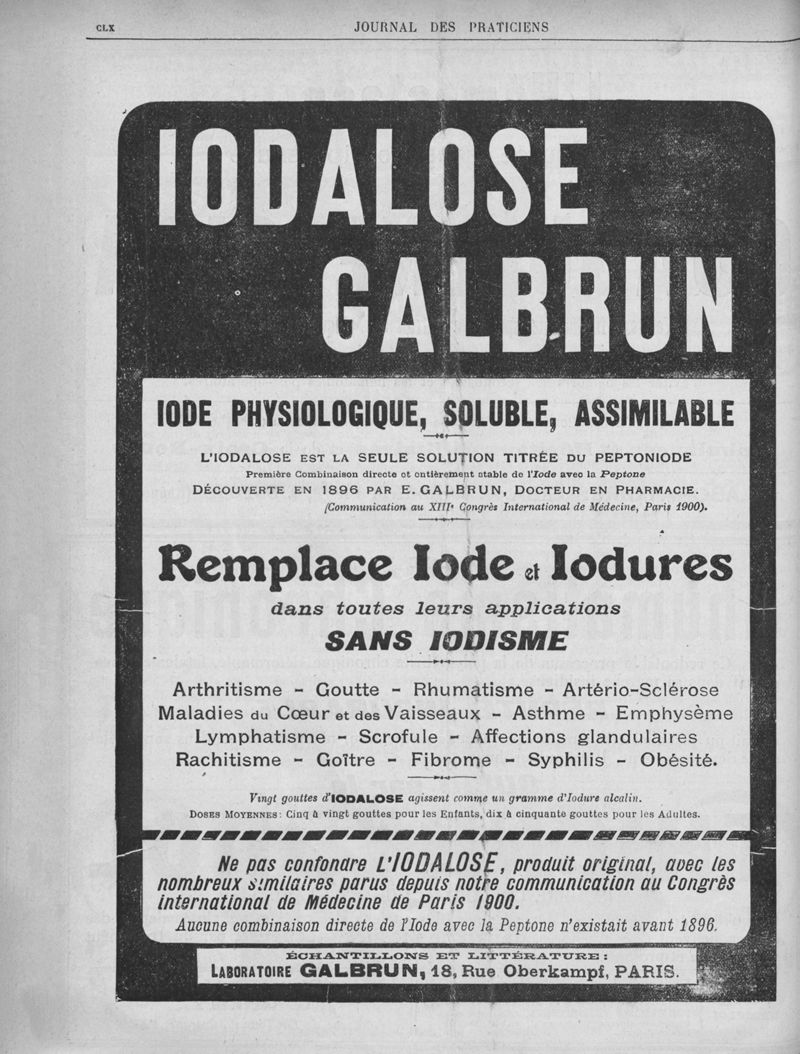 CLX
JOURNAL DES PRATICIENS
IODALOSE
GALBRUN
IODE PHYSIOLOGIQUE, SOLUBLE, ASSIMILABLE
L'IODALOSE EST LA SEULE SOLUTION TITRÉE DU PEPTONIODE
Première Combinaison directe et entièrement stable de l'Iode avec la Peptone
DÉCOUVERTE EN 1896 PAR E. GALBRUN, DOCTEUR EN PHARMACIE.
(Communication au XIIIe Congrès International de Médecine, Paris 1900).
Remplace Iode et Iodures
dans toutes leurs applications
SANS IODISME
Arthritisme - Goutte - Rhumatisme - Artério-Sclérose
Maladies du Cœur et des Vaisseaux - Asthme - Emphysème
Lymphatisme - Scrofule - Affections glandulaires
Rachitisme - Goître - Fibrome - Syphilis - Obésité.
Vingt gouttes d'IODALOSE agissent comme un gramme d'Iodure alcalin.
DOSES MOYENNES: Cinq à vingt gouttes pour les Enfants, dix à cinquante gouttes pour les Adultes.
Ne pas confondre L'IODALOSE, produit original, avec les
nombreux similaires parus depuis notre communication au Congrès
international de Médecine de Paris 1900.
Aucune combinaison directe de l'Iode avec la Peptone n'existait avant 1896.
ÉCHANTILLONS ET LITTÉRATURE:
LABORATOIRE GALBRUN, 18, Rue Oberkampf, PARIS.